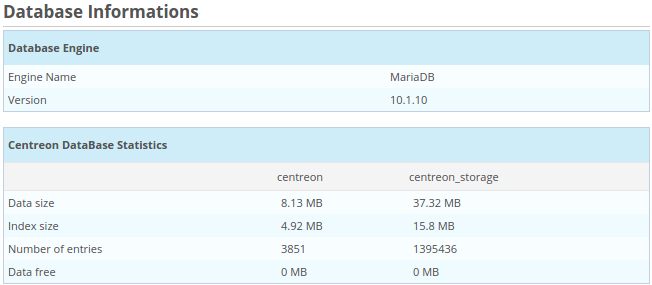 Database Informations
Database Engine
Engine Name MariaDB
Version 10.1.10
Centreon DataBase Statistics
centreon centreon_storage
Data size 8.13 MB 37.32 MB
Index size 4.92 MB 15.8 MB
Number of entries 3851 1395436
Data free 0 MB 0 MB